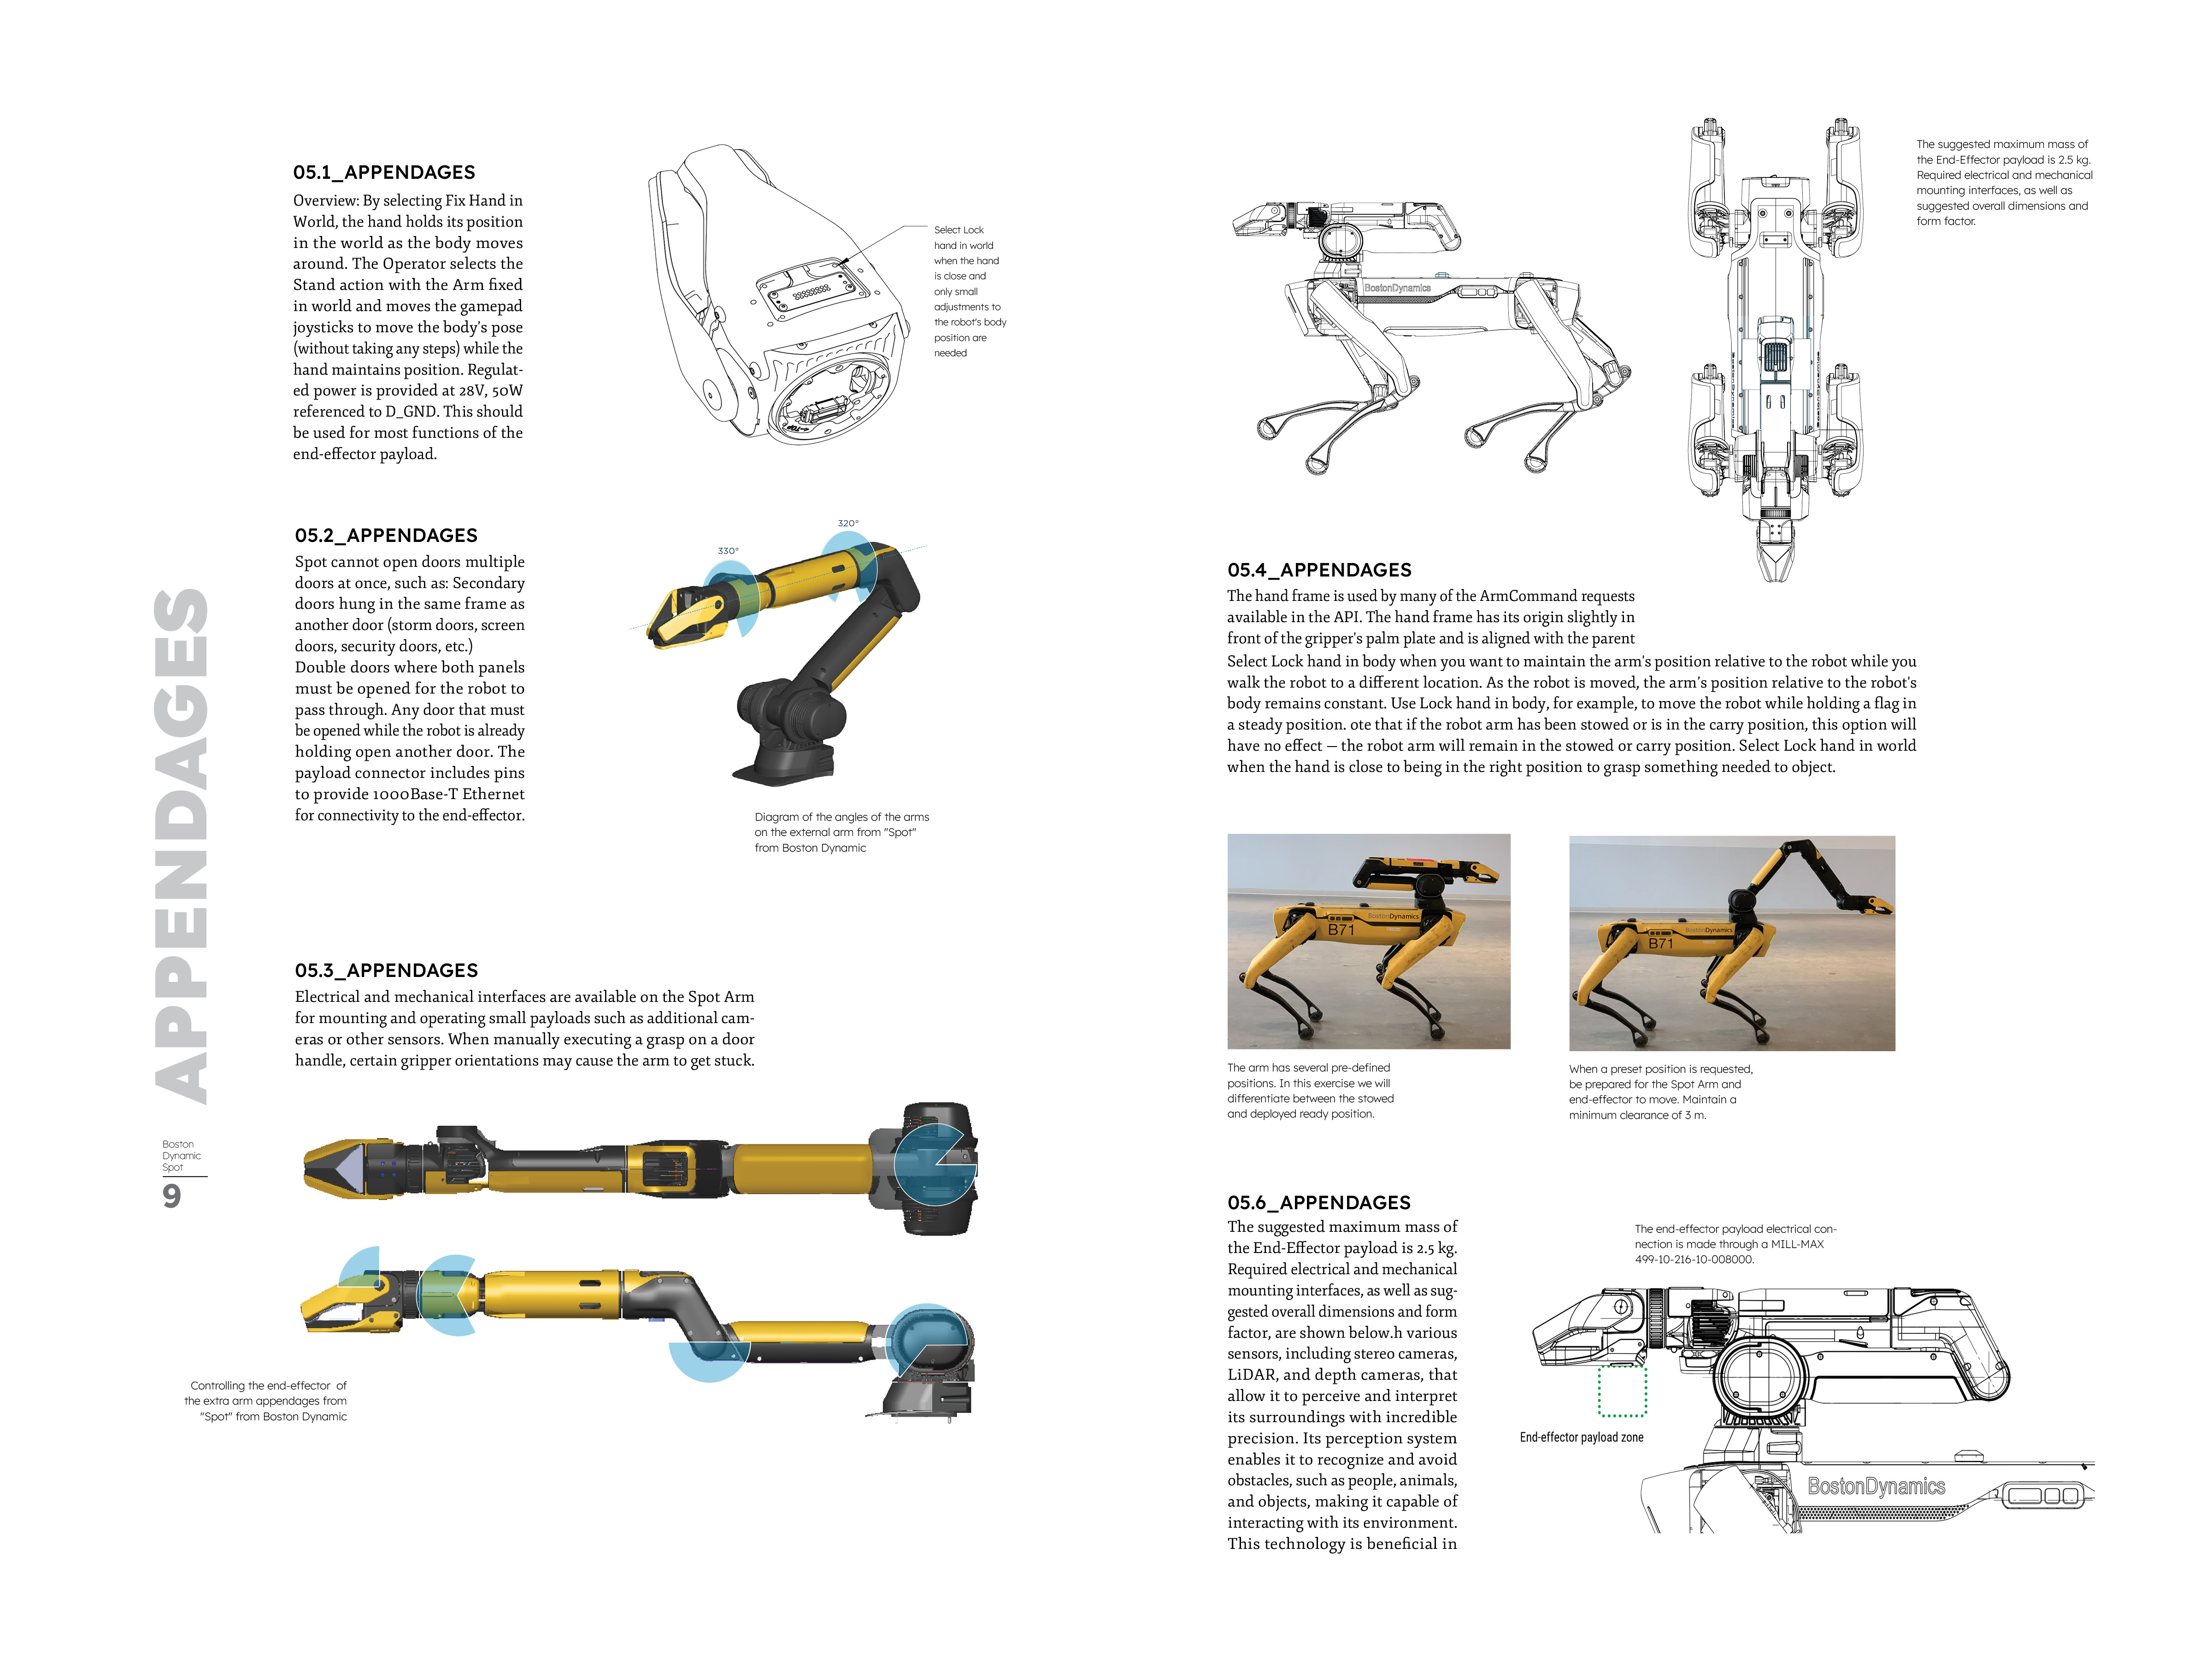 APPENDAGES
Boston
Dynamic
Spot
9
05.1_APPENDAGES
Overview: By selecting Fix Hand in
World, the hand holds its position
in the world as the body moves
around. The Operator selects the
Stand action with the Arm fixed
in world and moves the gamepad
joysticks to move the body's pose
(without taking any steps) while the
hand maintains position. Regulat-
ed power is provided at 28V, 50W
referenced to D_GND. This should
be used for most functions of the
end-effector payload.
Select Lock
hand in world
when the hand
is close and
only small
adjustments to
the robot's body
position are
needed
05.2_APPENDAGES
Spot cannot open doors multiple
doors at once, such as: Secondary
doors hung in the same frame as
another door (storm doors, screen
doors, security doors, etc.)
Double doors where both panels
must be opened for the robot to
pass through. Any door that must
be opened while the robot is already
holding open another door. The
payload connector includes pins
to provide 1000Base-T Ethernet
for connectivity to the end-effector.
330°
320°
Diagram of the angles of the arms
on the external arm from "Spot"
from Boston Dynamic
05.3_APPENDAGES
Electrical and mechanical interfaces are available on the Spot Arm
for mounting and operating small payloads such as additional cam-
eras or other sensors. When manually executing a grasp on a door
handle, certain gripper orientations may cause the arm to get stuck.
Controlling the end-effector of
the extra arm appendages from
"Spot" from Boston Dynamic
BostonDynamics
The suggested maximum mass of
the End-Effector payload is 2.5 kg.
Required electrical and mechanical
mounting interfaces, as well as
suggested overall dimensions and
form factor.
05.4_APPENDAGES
The hand frame is used by many of the ArmCommand requests
available in the API. The hand frame has its origin slightly in
front of the gripper's palm plate and is aligned with the parent
Select Lock hand in body when you want to maintain the arm's position relative to the robot while you
walk the robot to a different location. As the robot is moved, the arm's position relative to the robot's
body remains constant. Use Lock hand in body, for example, to move the robot while holding a flag in
a steady position. ote that if the robot arm has been stowed or is in the carry position, this option will
have no effect — the robot arm will remain in the stowed or carry position. Select Lock hand in world
when the hand is close to being in the right position to grasp something needed to object.
BostonDynamics
B71
BostonDynamics
B71
The arm has several pre-defined
positions. In this exercise we will
differentiate between the stowed
and deployed ready position.
When a preset position is requested,
be prepared for the Spot Arm and
end-effector to move. Maintain a
minimum clearance of 3 m.
05.6_APPENDAGES
The suggested maximum mass of
the End-Effector payload is 2.5 kg.
Required electrical and mechanical
mounting interfaces, as well as sug-
gested overall dimensions and form
factor, are shown below.h various
sensors, including stereo cameras,
LiDAR, and depth cameras, that
allow it to perceive and interpret
its surroundings with incredible
precision. Its perception system
enables it to recognize and avoid
obstacles, such as people, animals,
and objects, making it capable of
interacting with its environment.
This technology is beneficial in
The end-effector payload electrical con-
nection is made through a MILL-MAX
499-10-216-10-008000.
End-effector payload zone
BostonDynamics